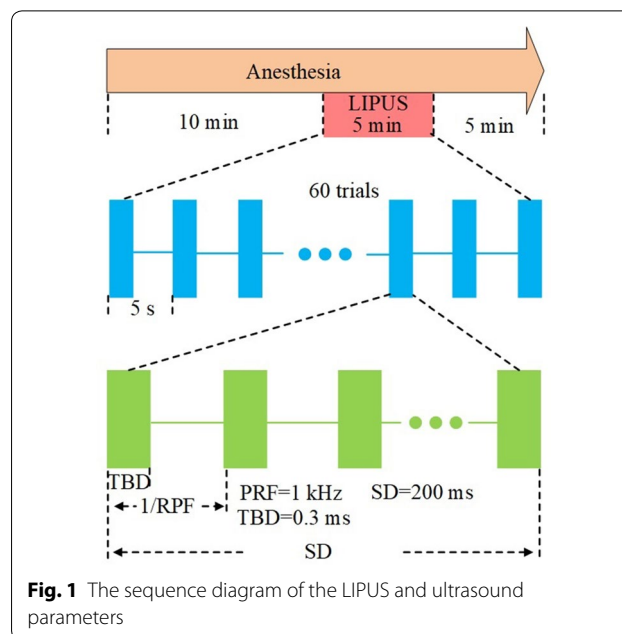 Anesthesia
LIPUS
10 min 5 min 5 min
60 trials
5 s
TBD
1/RPF PRF=1 kHz SD=200 ms
TBD=0.3 ms
SD
Fig. 1 The sequence diagram of the LIPUS and ultrasound
parameters